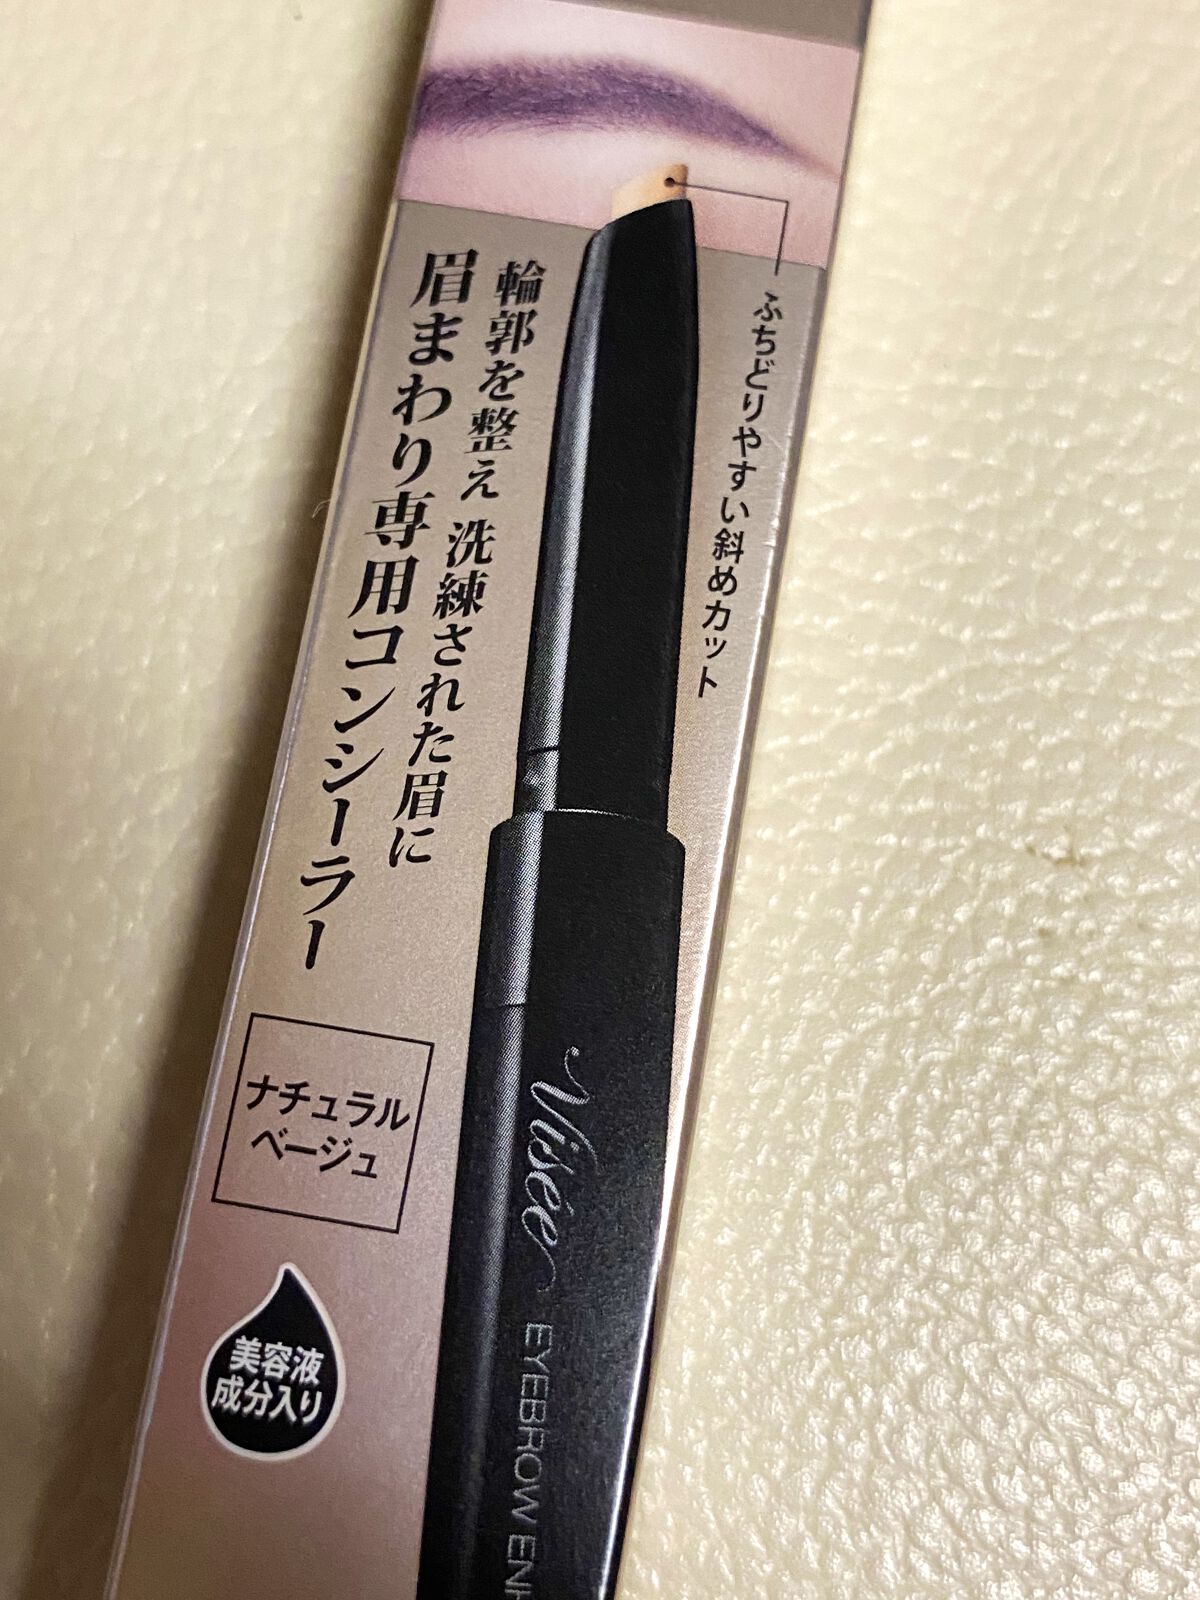 ふちどりやすい斜めカット
輪郭を整え 洗練された眉に
眉まわり専用コンシーラー
ナチュラル
ベージュ
美容液
成分入り
Visée
EYEBROW